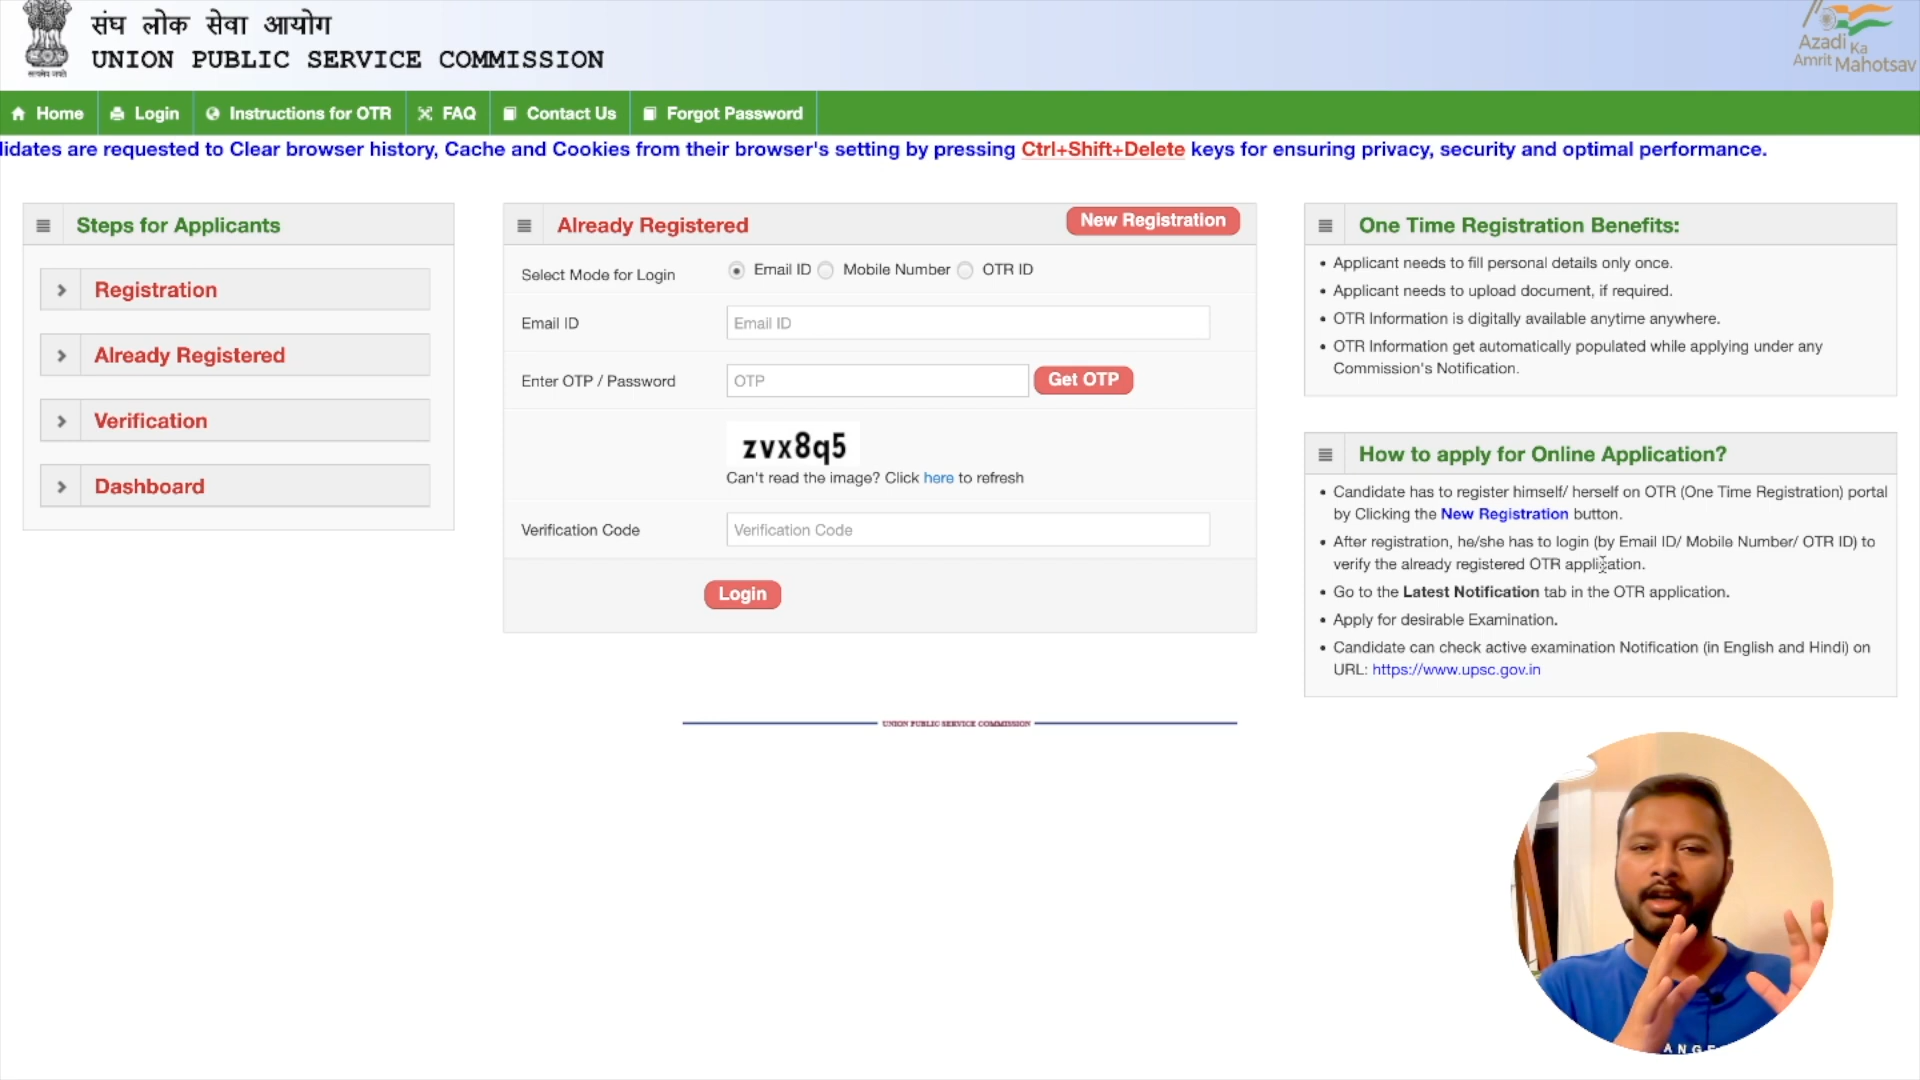 संघ लोक सेवा आयोग
UNION PUBLIC SERVICE COMMISSION
सत्यमेव जयते
Azadi Ka
Amrit Mahotsav
Home
Login
Instructions for OTR
FAQ
Contact Us
Forgot Password
lidates are requested to Clear browser history, Cache and Cookies from their browser's setting by pressing Ctrl+Shift+Delete keys for ensuring privacy, security and optimal performance.
Steps for Applicants
Registration
Already Registered
Verification
Dashboard
Already Registered
New Registration
Select Mode for Login
Email ID
Mobile Number
OTR ID
Email ID
Email ID
Enter OTP / Password
OTP
Get OTP
zvx8q5
Can't read the image? Click here to refresh
Verification Code
Verification Code
Login
One Time Registration Benefits:
• Applicant needs to fill personal details only once.
• Applicant needs to upload document, if required.
• OTR Information is digitally available anytime anywhere.
• OTR Information get automatically populated while applying under any
Commission's Notification.
How to apply for Online Application?
• Candidate has to register himself/ herself on OTR (One Time Registration) portal
by Clicking the New Registration button.
• After registration, he/she has to login (by Email ID/ Mobile Number/ OTR ID) to
verify the already registered OTR application.
• Go to the Latest Notification tab in the OTR application.
• Apply for desirable Examination.
• Candidate can check active examination Notification (in English and Hindi) on
URL: https://www.upsc.gov.in
UNION PUBLIC SERVICE COMMISSION